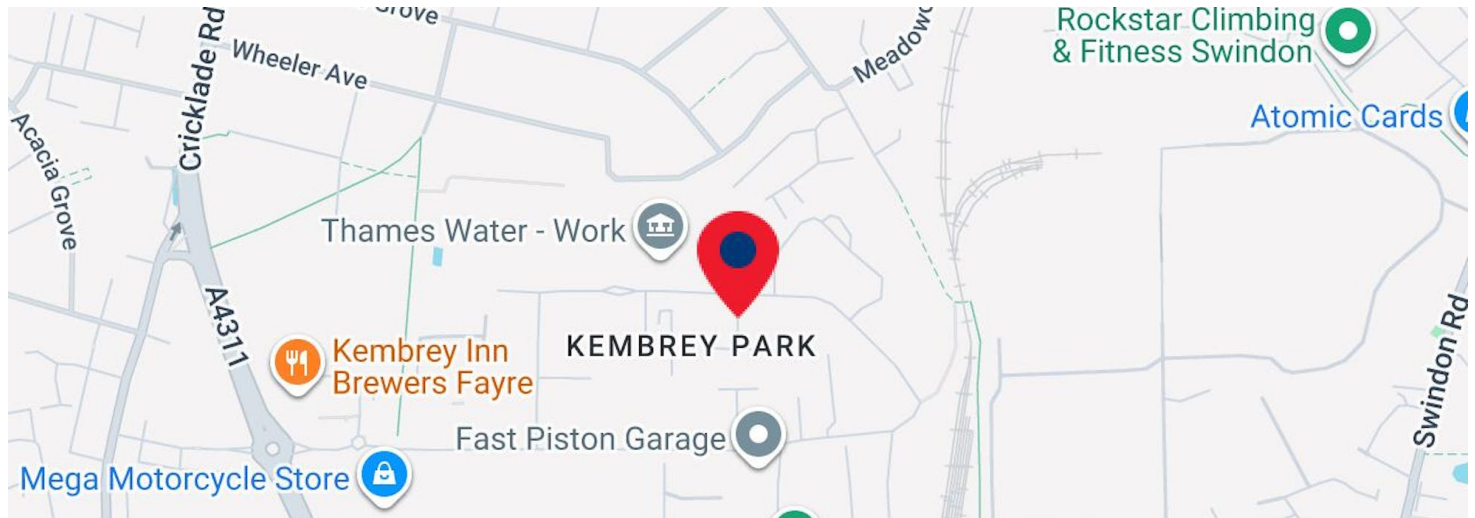 Grove
Rockstar Climbing
& Fitness Swindon
Cricklade Rd
Wheeler Ave
Atomic Cards
Acacia Grove
Thames Water - Work
A4311
KEMBREY PARK
Kembrey Inn
Brewers Fayre
Swindon Rd
Fast Piston Garage
Mega Motorcycle Store